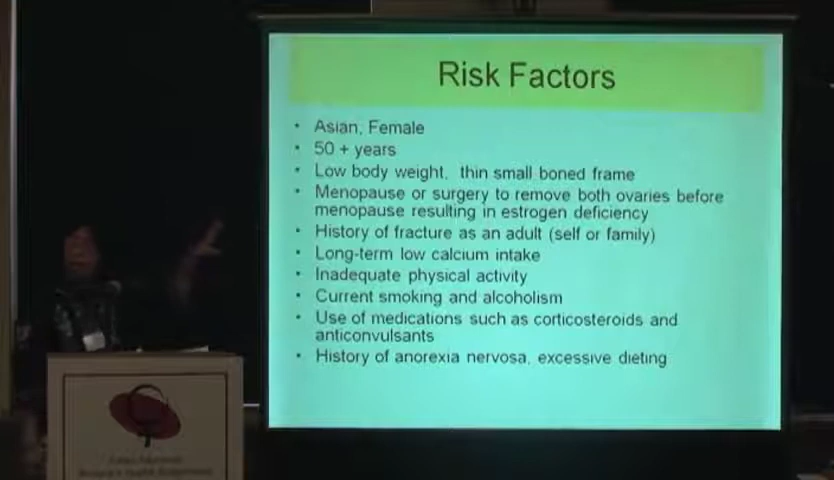 Risk Factors
• Asian, Female
• 50 + years
• Low body weight, thin small boned frame
• Menopause or surgery to remove both ovaries before
menopause resulting in estrogen deficiency
• History of fracture as an adult (self or family)
• Long-term low calcium intake
• Inadequate physical activity
• Current smoking and alcoholism
• Use of medications such as corticosteroids and
anticonvulsants
• History of anorexia nervosa, excessive dieting